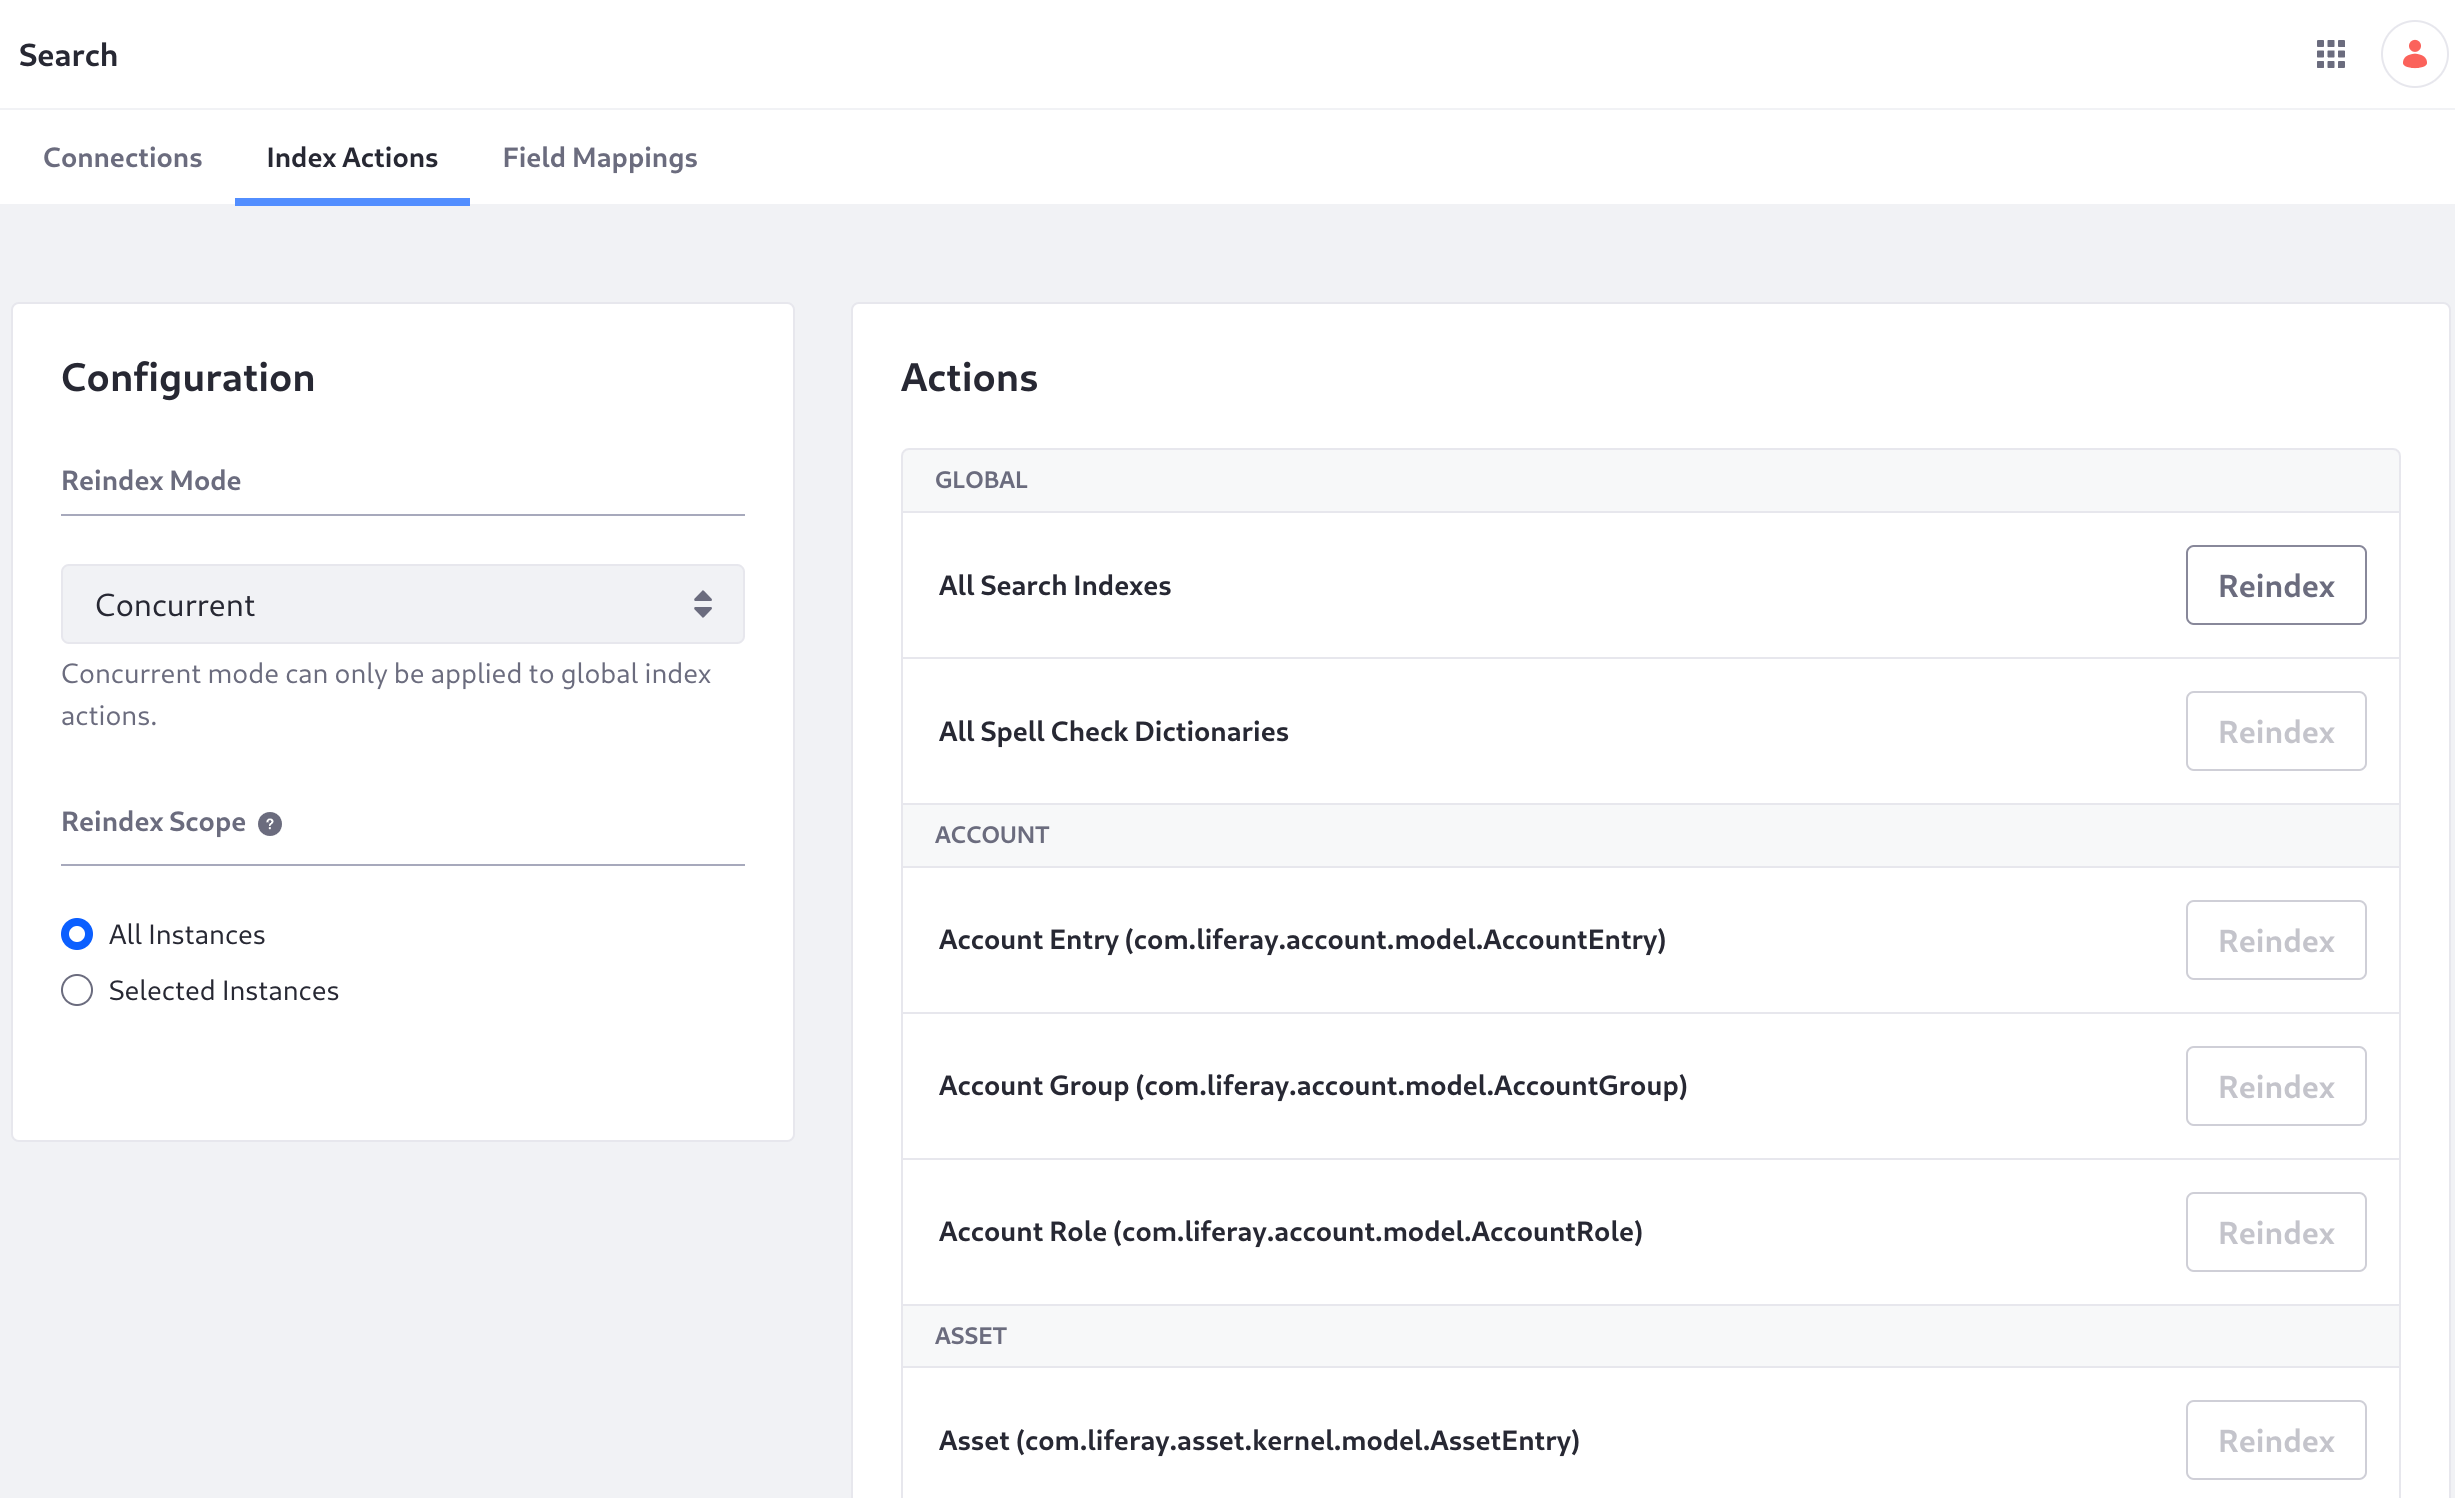 Search
Connections
Index Actions
Field Mappings
Configuration
Reindex Mode
Concurrent
Concurrent mode can only be applied to global index
actions.
Reindex Scope ?
All Instances
Selected Instances
Actions
GLOBAL
All Search Indexes
Reindex
All Spell Check Dictionaries
Reindex
ACCOUNT
Account Entry (com.liferay.account.model.AccountEntry)
Reindex
Account Group (com.liferay.account.model.AccountGroup)
Reindex
Account Role (com.liferay.account.model.AccountRole)
Reindex
ASSET
Asset (com.liferay.asset.kernel.model.AssetEntry)
Reindex